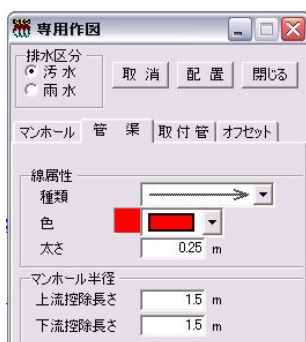 専用作図
排水区分
汚 水
雨 水
取 消
配 置
閉じる
マンホール
管 渠
取付管
オフセット
線属性
種類
色
太さ
0.25 m
マンホール半径
上流控除長さ
1.5 m
下流控除長さ
1.5 m